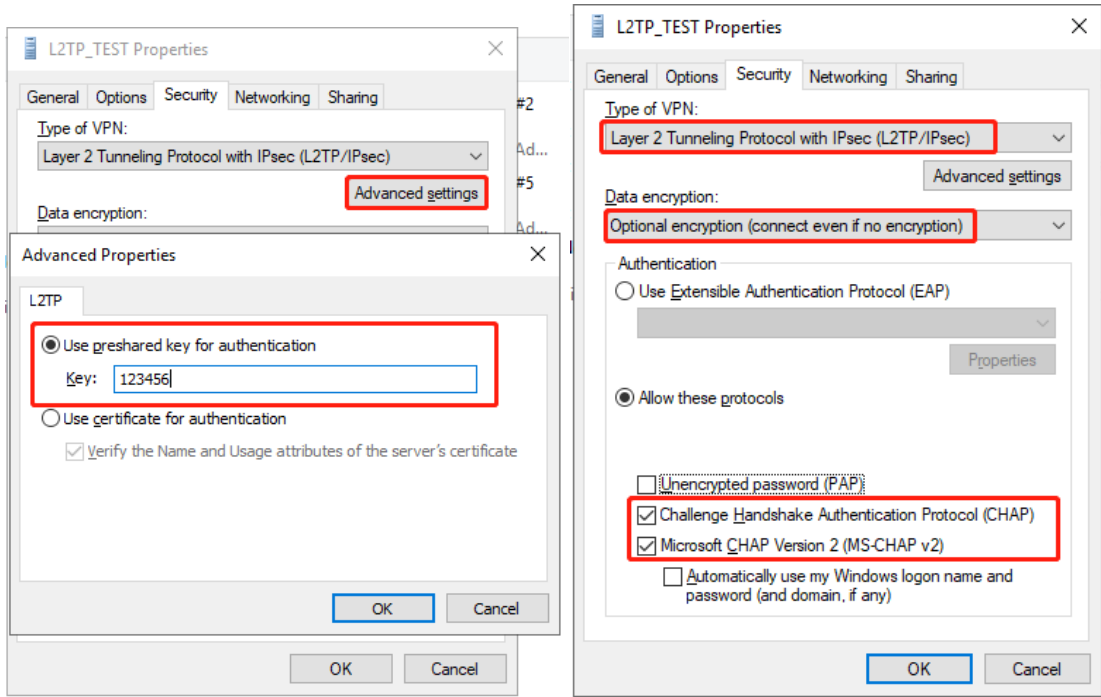 L2TP_TEST Properties
General Options Security Networking Sharing
Type of VPN:
Layer 2 Tunneling Protocol with IPsec (L2TP/IPsec)
Advanced settings
Data encryption:
#2
Ad...
#5
Ad...
Advanced Properties
L2TP
Use preshared key for authentication
Key: 123456
Use certificate for authentication
Verify the Name and Usage attributes of the server's certificate
OK Cancel
OK Cancel
L2TP_TEST Properties
General Options Security Networking Sharing
Type of VPN:
Layer 2 Tunneling Protocol with IPsec (L2TP/IPsec)
Advanced settings
Data encryption:
Optional encryption (connect even if no encryption)
Authentication
Use Extensible Authentication Protocol (EAP)
Properties
Allow these protocols
Unencrypted password (PAP)
Challenge Handshake Authentication Protocol (CHAP)
Microsoft CHAP Version 2 (MS-CHAP v2)
Automatically use my Windows logon name and
password (and domain, if any)
OK Cancel